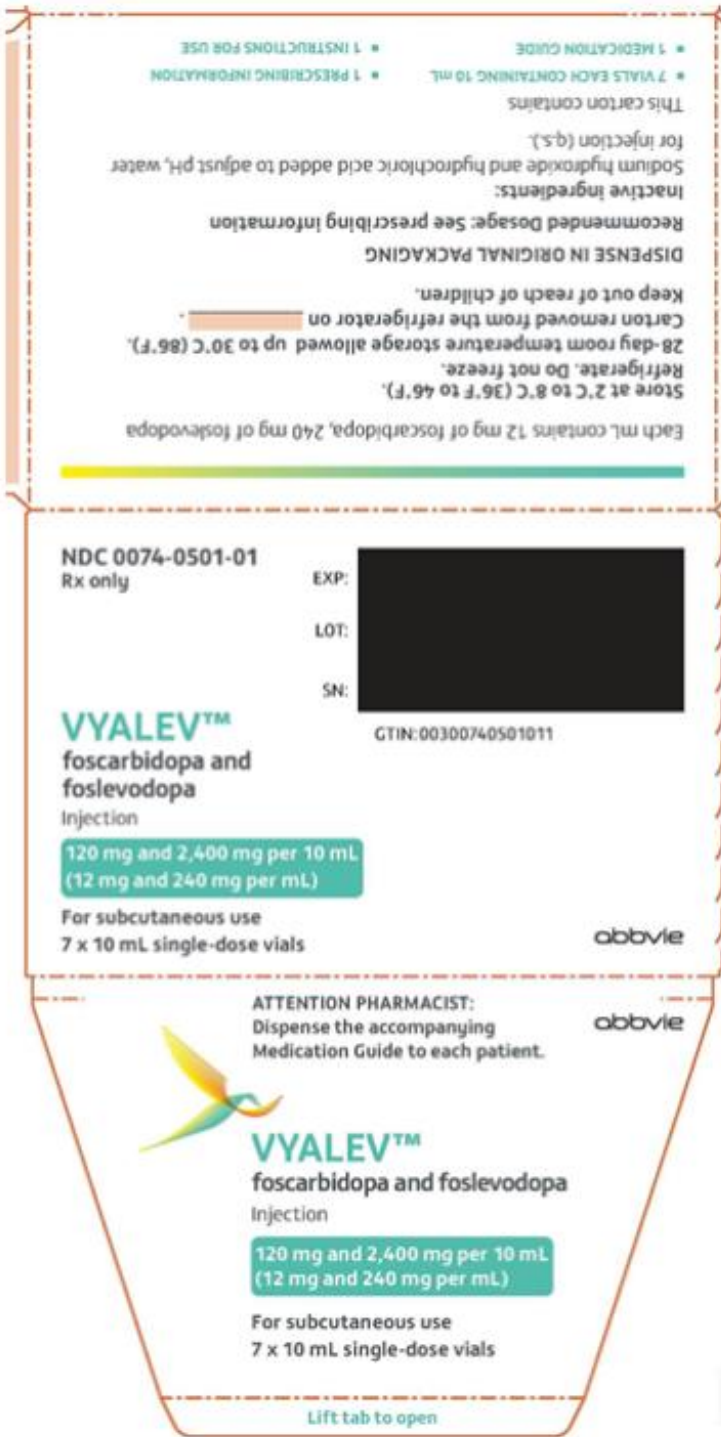 Each mL contains 12 mg of foscarbidopa, 240 mg of foslevodopa
Store at 2°C to 8°C (36°F to 46°F).
Refrigerate. Do not freeze.
28-day room temperature storage allowed up to 30°C (86°F).
Carton removed from the refrigerator on ________ .
Keep out of reach of children.
DISPENSE IN ORIGINAL PACKAGING
Recommended Dosage: See prescribing information
Inactive ingredients:
Sodium hydroxide and hydrochloric acid added to adjust pH, water
for injection (q.s.).
This carton contains
• 7 VIALS EACH CONTAINING 10 mL • 1 PRESCRIBING INFORMATION
• 1 MEDICATION GUIDE • 1 INSTRUCTIONS FOR USE
NDC 0074-0501-01
Rx only
EXP:
LOT:
SN:
GTIN:00300740501011
VYALEV™
foscarbidopa and
foslevodopa
Injection
120 mg and 2,400 mg per 10 mL
(12 mg and 240 mg per mL)
For subcutaneous use
7 x 10 mL single-dose vials
abbvie
ATTENTION PHARMACIST:
Dispense the accompanying
Medication Guide to each patient.
abbvie
VYALEV™
foscarbidopa and foslevodopa
Injection
120 mg and 2,400 mg per 10 mL
(12 mg and 240 mg per mL)
For subcutaneous use
7 x 10 mL single-dose vials
Lift tab to open